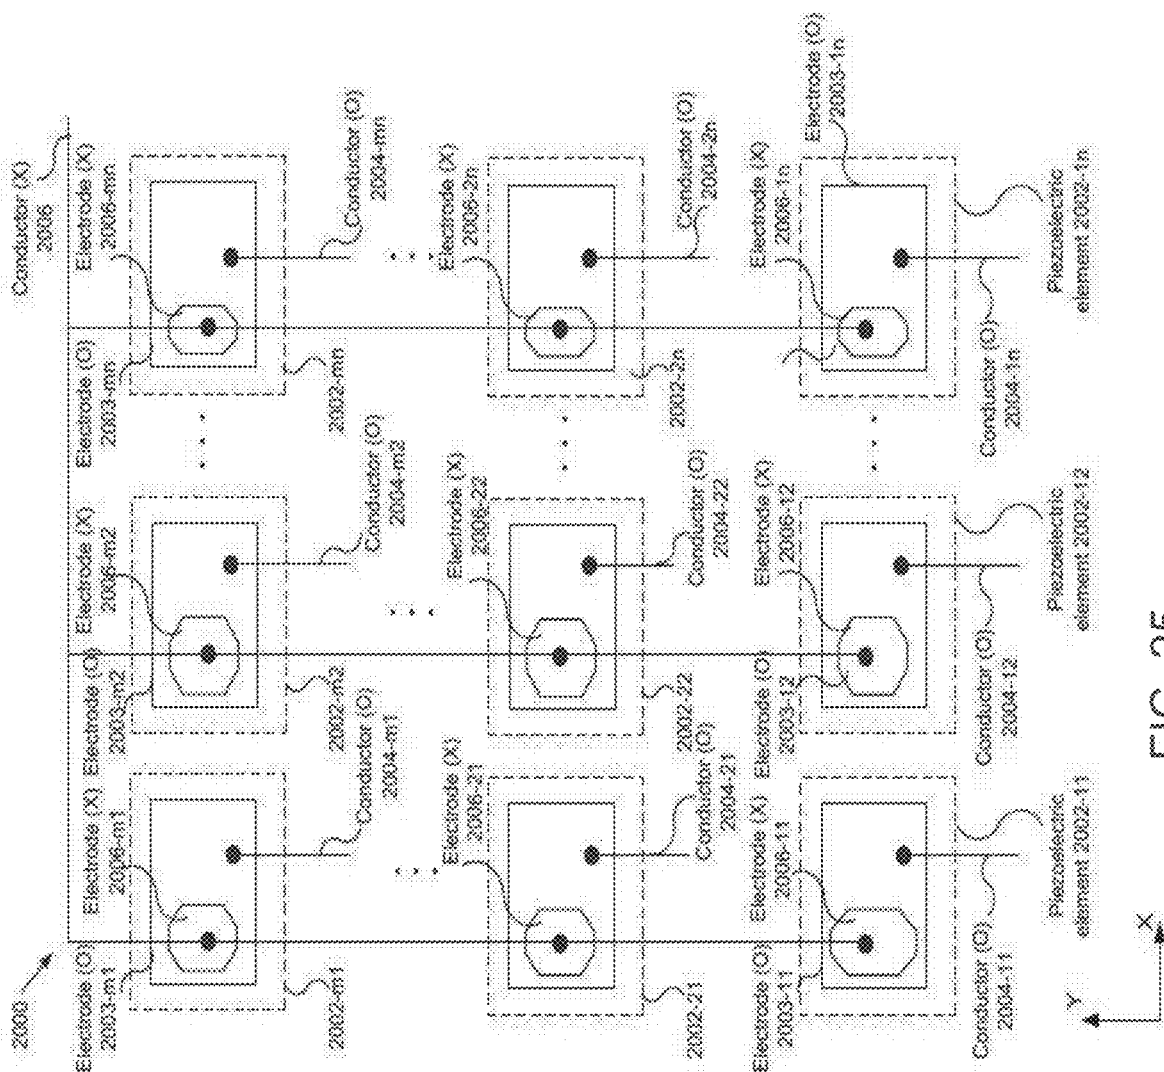 2000
Conductor (X)
2006
Electrode (O)
2003-m1
Electrode (X)
2006-m1
Electrode (O)
2003-m2
Electrode (X)
2006-m2
Electrode (O)
2003-mn
Electrode (X)
2006-mn
2002-m1
Conductor (O)
2004-m1
2002-m2
Conductor (O)
2004-m2
2002-mn
Conductor (O)
2004-mn
Electrode (X)
2006-21
Electrode (X)
2006-22
Electrode (X)
2006-2n
2002-21
Conductor (O)
2004-21
2002-22
Conductor (O)
2004-22
2002-2n
Conductor (O)
2004-2n
Electrode (O)
2003-11
Electrode (X)
2006-11
Electrode (O)
2003-12
Electrode (X)
2006-12
Electrode (X)
2006-1n
Electrode (O)
2003-1n
Conductor (O)
2004-11
Conductor (O)
2004-12
Conductor (O)
2004-1n
Piezoelectric
element 2002-11
Piezoelectric
element 2002-12
Piezoelectric
element 2002-1n
Y
X